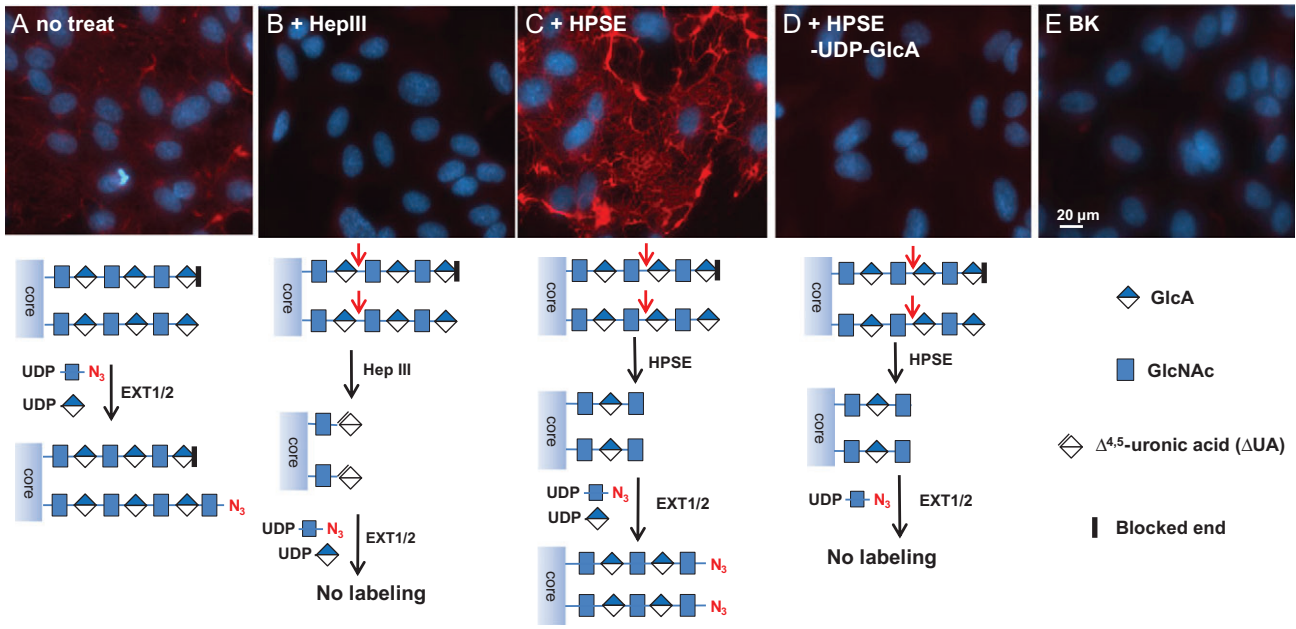 A no treat
B + HepIII
C + HPSE
D + HPSE
-UDP-GlcA
E BK
20 µm
core
UDP N₃
UDP
EXT1/2
core
N₃
core
Hep III
core
UDP N₃
UDP
EXT1/2
No labeling
core
HPSE
core
UDP N₃
UDP
EXT1/2
core
N₃
N₃
core
HPSE
core
UDP N₃
EXT1/2
No labeling
GlcA
GlcNAc
Δ⁴,⁵-uronic acid (ΔUA)
Blocked end